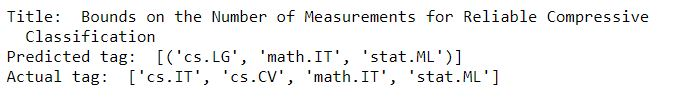 Title:  Bounds on the Number of Measurements for Reliable Compressive
  Classification
Predicted tag:  [('cs.LG', 'math.IT', 'stat.ML')]
Actual tag:  ['cs.IT', 'cs.CV', 'math.IT', 'stat.ML']